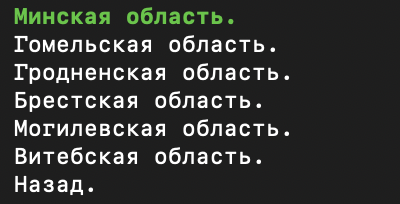 Минская область.
Гомельская область.
Гродненская область.
Брестская область.
Могилевская область.
Витебская область.
Назад.